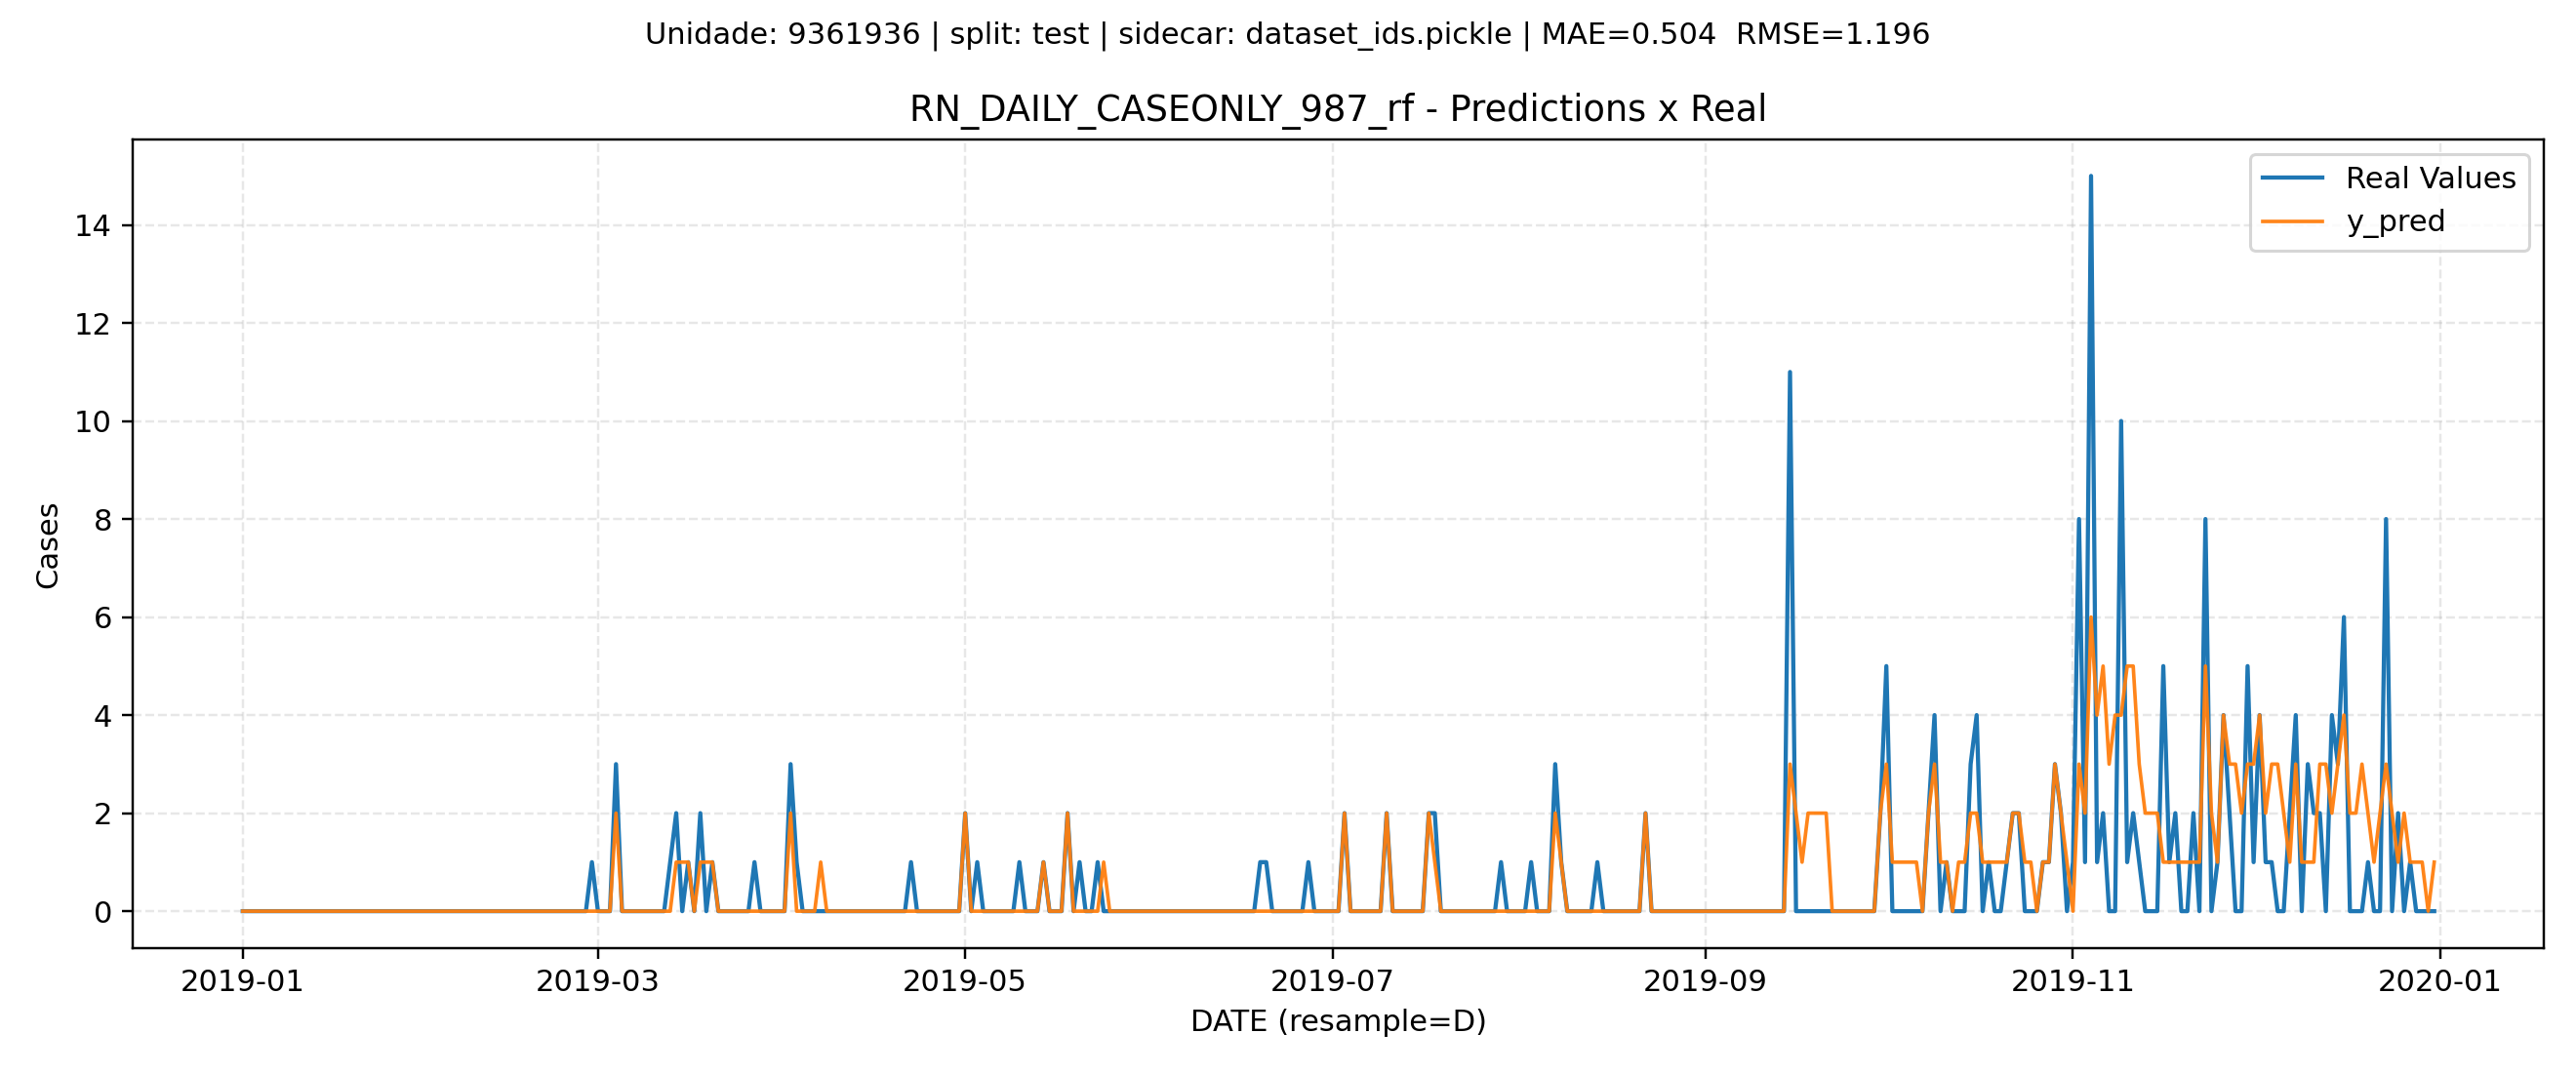 Unidade: 9361936 | split: test | sidecar: dataset_ids.pickle | MAE=0.504  RMSE=1.196
RN_DAILY_CASEONLY_987_rf - Predictions x Real
Real Values
y_pred
Cases
14
12
10
8
6
4
2
0
2019-01
2019-03
2019-05
2019-07
2019-09
2019-11
2020-01
DATE (resample=D)